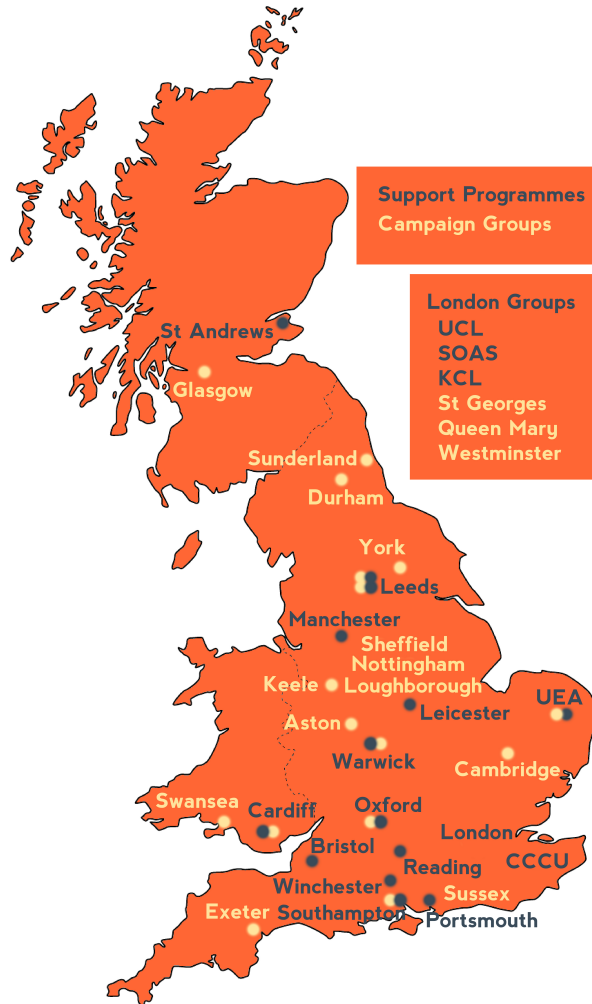 Support Programmes
Campaign Groups
London Groups
UCL
SOAS
KCL
St Georges
Queen Mary
Westminster
St Andrews
Glasgow
Sunderland
Durham
York
Leeds
Manchester
Sheffield
Nottingham
Keele
Loughborough
UEA
Leicester
Aston
Warwick
Cambridge
Swansea
Cardiff
Oxford
London
Bristol
CCCU
Reading
Winchester
Sussex
Exeter
Southampton
Portsmouth